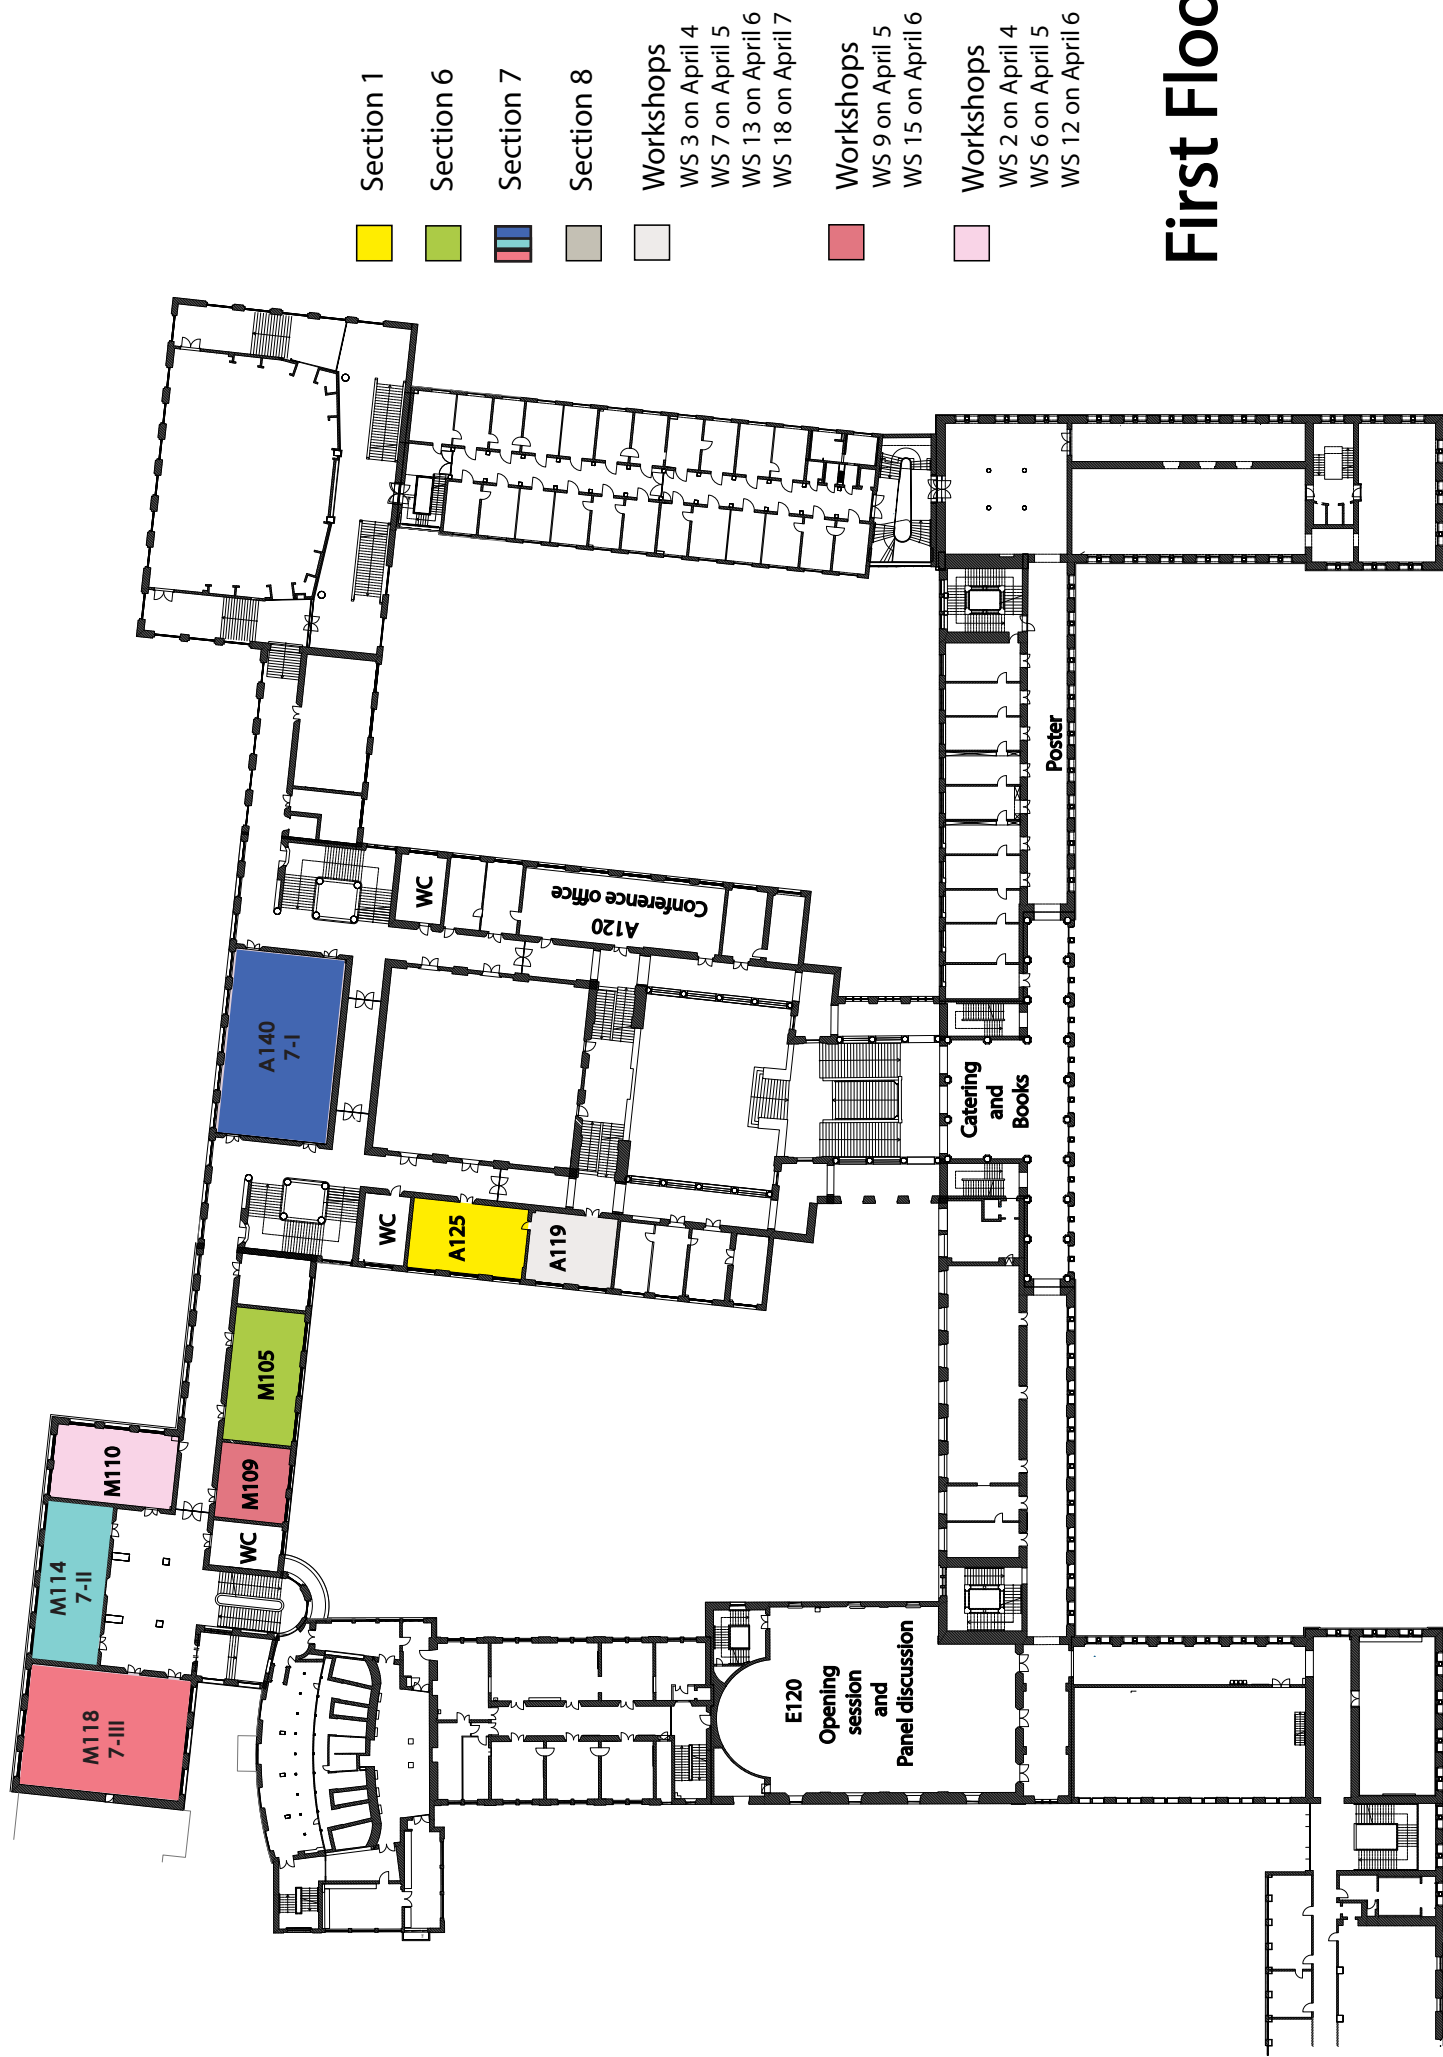 Section 1
Section 6
Section 7
Section 8
Workshops
WS 3 on April 4
WS 7 on April 5
WS 13 on April 6
WS 18 on April 7
Workshops
WS 9 on April 5
WS 15 on April 6
Workshops
WS 2 on April 4
WS 6 on April 5
WS 12 on April 6
First Floo
M118
7-III
M114
7-II
M110
WC
M109
M105
A140
7-I
WC
A125
A119
WC
A120
Conference office
E120
Opening
session
and
Panel discussion
Catering
and
Books
Poster